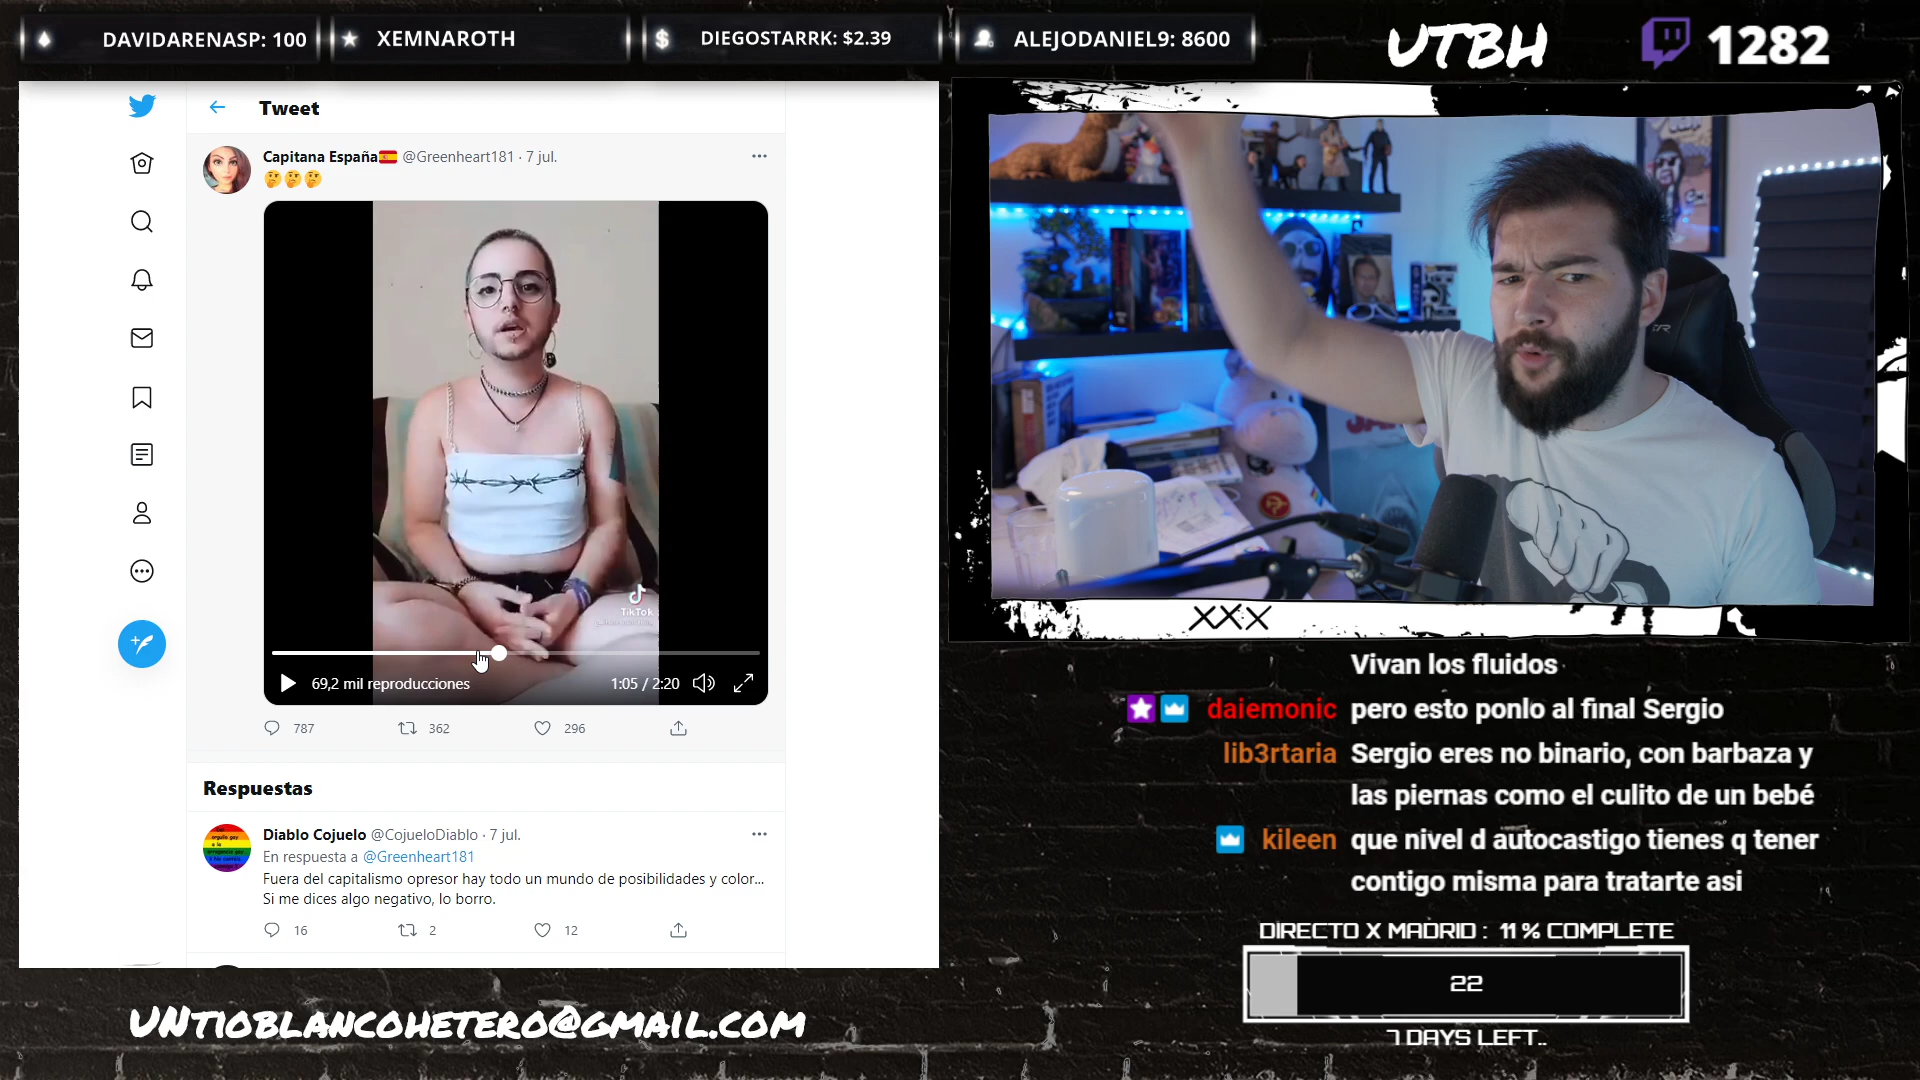 DAVIDARENASP: 100
XEMNAROTH
DIEGOSTARRK: $2.39
ALEJODANIEL9: 8600
UTBH
1282
Tweet
Capitana España🇪🇸 @Greenheart181 · 7 jul.
🤔🤔🤔
TikTok
69,2 mil reproducciones
1:05 / 2:20
787 362 296
Respuestas
Diablo Cojuelo @CojueloDiablo · 7 jul.
En respuesta a @Greenheart181
Fuera del capitalismo opresor hay todo un mundo de posibilidades y color...
Si me dices algo negativo, lo borro.
16 2 12
UNTIOBLANCOHETERO@GMAIL.COM
XXX
Vivan los fluidos
daiemonic pero esto ponlo al final Sergio
lib3rtaria Sergio eres no binario, con barbaza y
las piernas como el culito de un bebé
kileen que nivel d autocastigo tienes q tener
contigo misma para tratarte asi
DIRECTO X MADRID : 11% COMPLETE
22
7 DAYS LEFT..